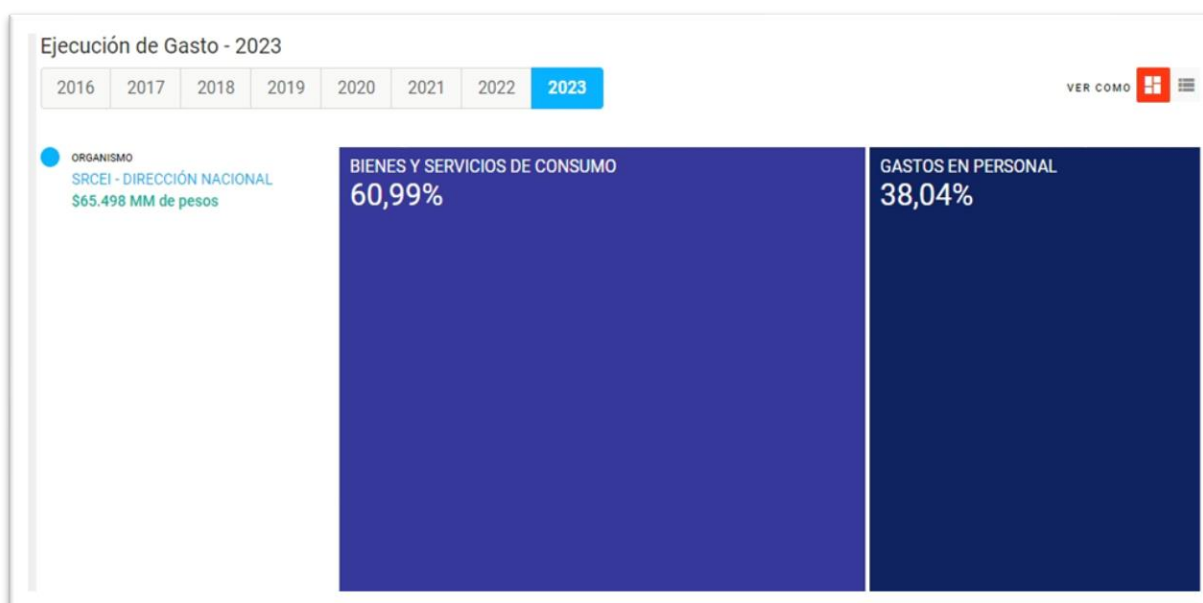 Ejecución de Gasto - 2023
2016 2017 2018 2019 2020 2021 2022 2023
VER COMO
ORGANISMO
SRCEI - DIRECCIÓN NACIONAL
$65.498 MM de pesos
BIENES Y SERVICIOS DE CONSUMO
60,99%
GASTOS EN PERSONAL
38,04%